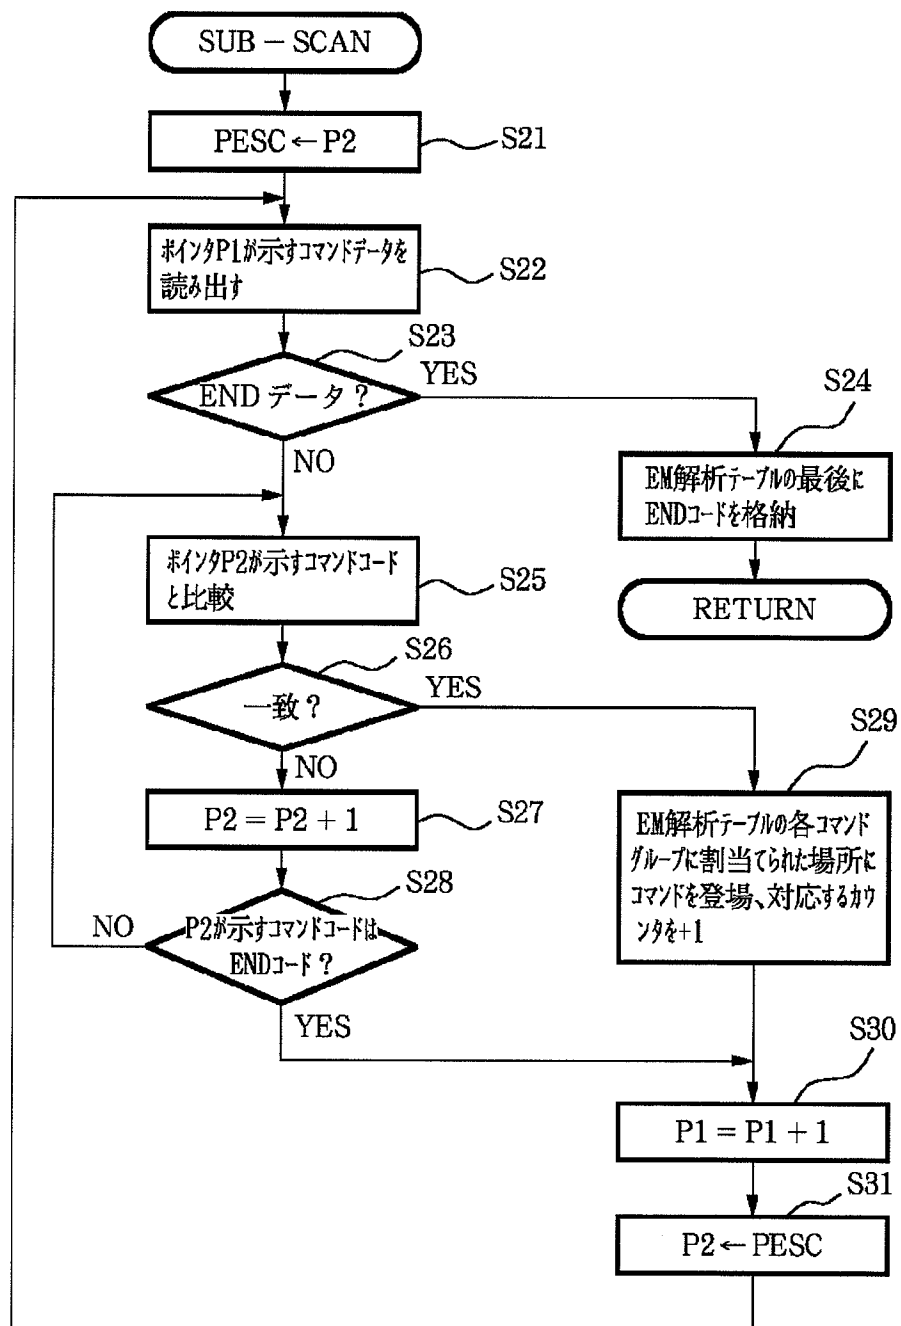 SUB－SCAN
PESC←P2
S21
ポインタP1が示すコマンドデータを
読み出す
S22
S23
ENDデータ？
YES
NO
S24
EM解析テーブルの最後に
ENDコードを格納
RETURN
ポインタP2が示すコマンドコード
と比較
S25
S26
一致？
YES
NO
P2＝P2＋1
S27
S28
P2が示すコマンドコードは
ENDコード？
NO
YES
S29
EM解析テーブルの各コマンド
グループに割当てられた場所に
コマンドを登場、対応するカウ
ンタを+1
S30
P1＝P1＋1
S31
P2←PESC